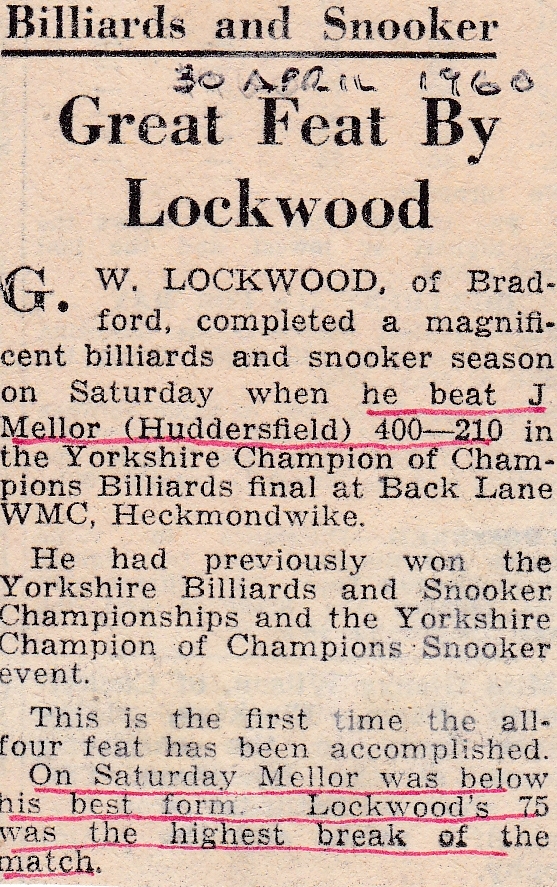 Billiards and Snooker
30 APRIL 1960
Great Feat By
Lockwood
G. W. LOCKWOOD, of Brad-
ford, completed a magnifi-
cent billiards and snooker season
on Saturday when he beat J
Mellor (Huddersfield) 400—210 in
the Yorkshire Champion of Cham-
pions Billiards final at Back Lane
WMC, Heckmondwike.
He had previously won the
Yorkshire Billiards and Snooker
Championships and the Yorkshire
Champion of Champions Snooker
event.
This is the first time the all-
four feat has been accomplished.
On Saturday Mellor was below
his best form. Lockwood's 75
was the highest break of the
match.